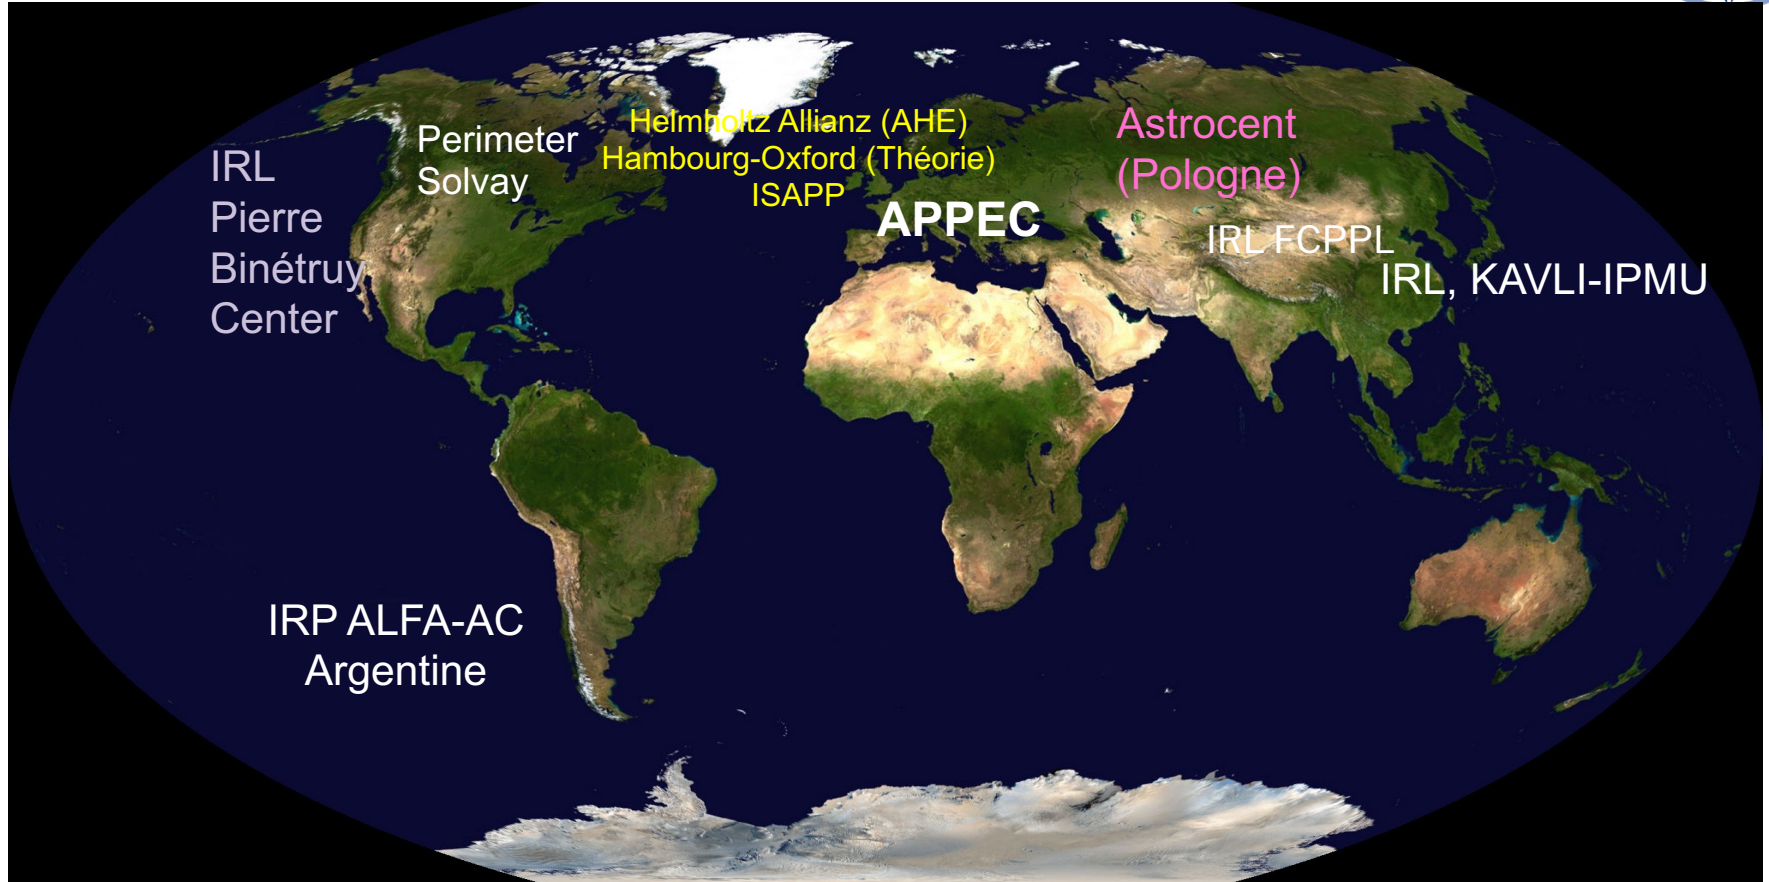 IRL
Pierre
Binétruy
Center
Perimeter
Solvay
Helmholtz Allianz (AHE)
Hambourg-Oxford (Théorie)
ISAPP
APPEC
Astrocent
(Pologne)
IRL FCPPL
IRL, KAVLI-IPMU
IRP ALFA-AC
Argentine